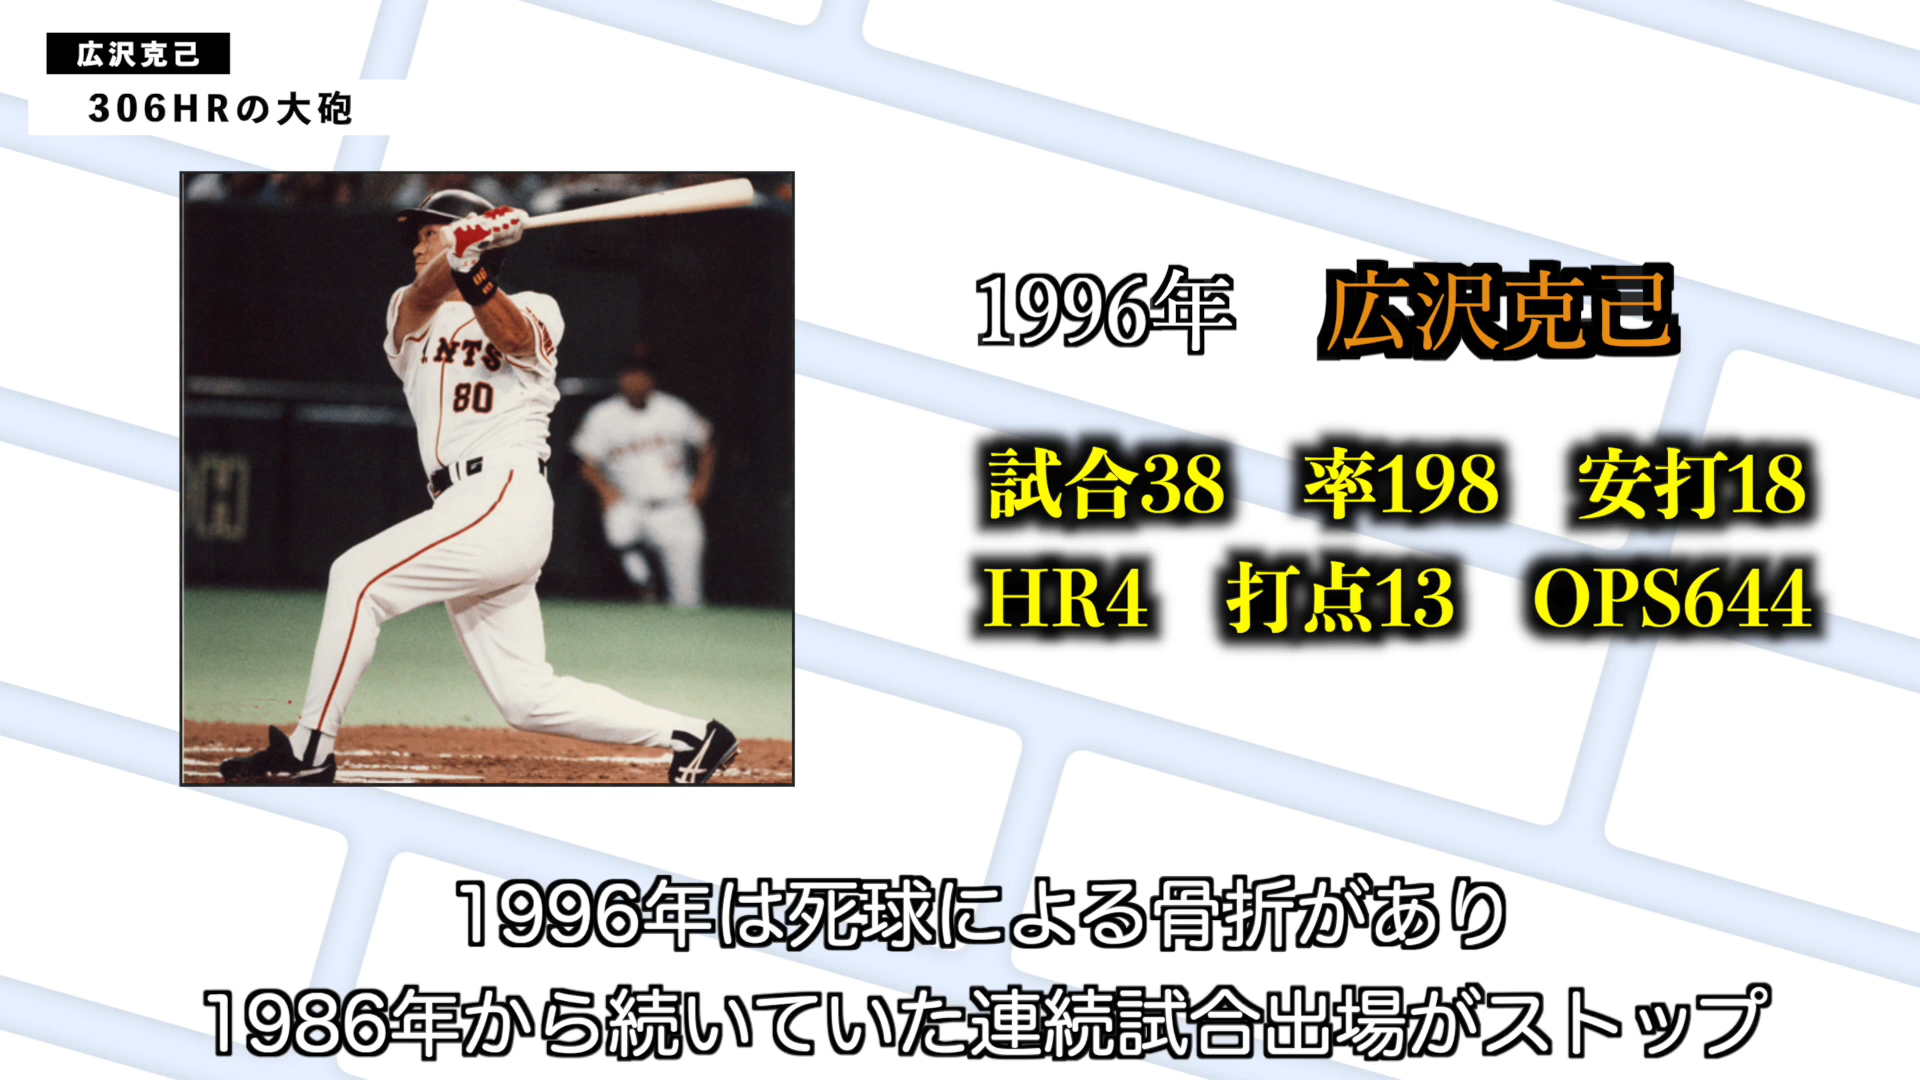 広沢克己
306HRの大砲
1996年 広沢克己
試合38 率198 安打18
HR4 打点13 OPS644
NTS
80
1996年は死球による骨折があり
1986年から続いていた連続試合出場がストップ